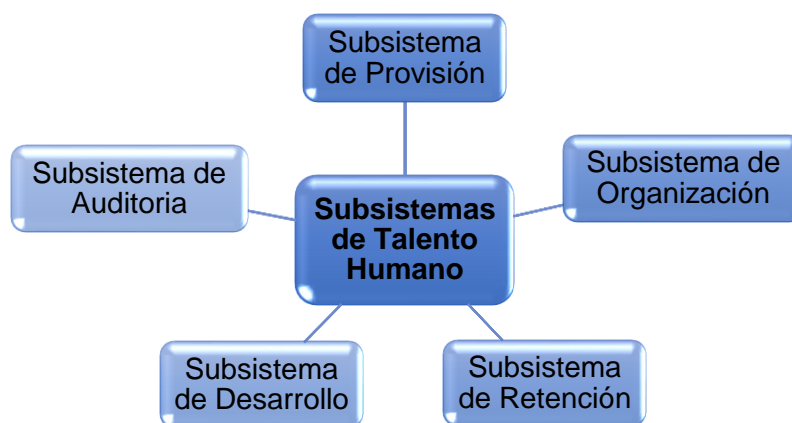 Subsistema
de Provisión
Subsistema de
Auditoria
Subsistema de
Organización
Subsistemas
de Talento
Humano
Subsistema
de Desarrollo
Subsistema
de Retención